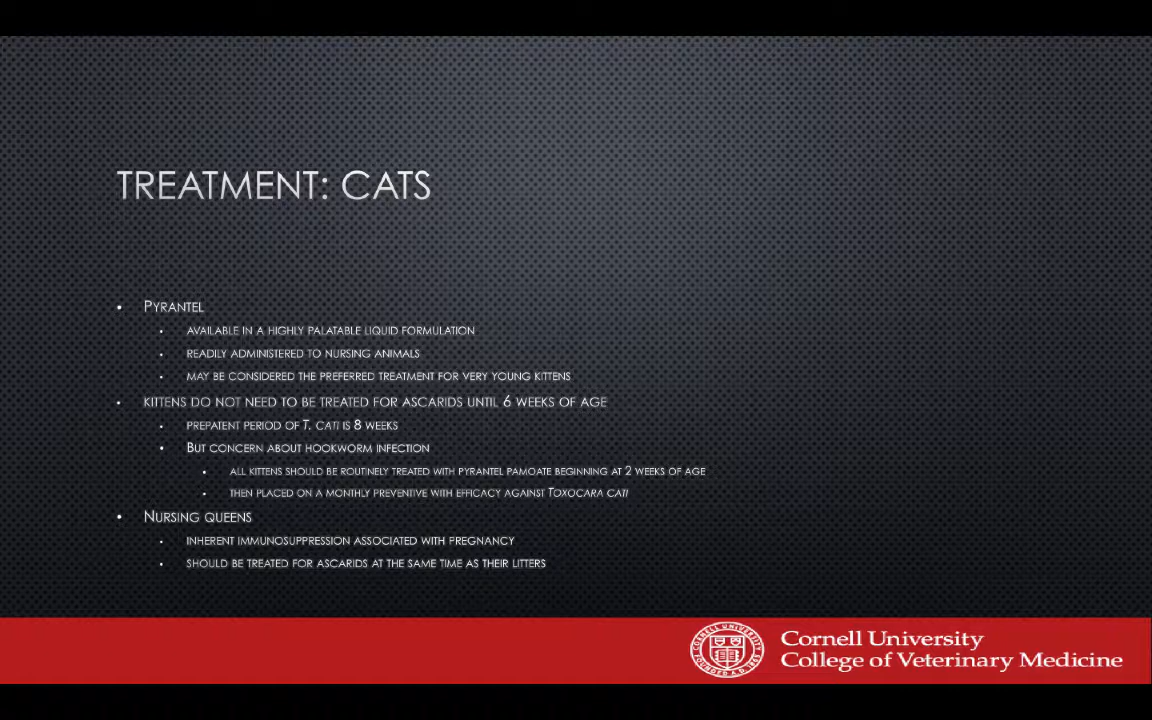 TREATMENT: CATS
• PYRANTEL
• AVAILABLE IN A HIGHLY PALATABLE LIQUID FORMULATION
• READILY ADMINISTERED TO NURSING ANIMALS
• MAY BE CONSIDERED THE PREFERRED TREATMENT FOR VERY YOUNG KITTENS
• KITTENS DO NOT NEED TO BE TREATED FOR ASCARIDS UNTIL 6 WEEKS OF AGE
• PREPATENT PERIOD OF T. CATI IS 8 WEEKS
• BUT CONCERN ABOUT HOOKWORM INFECTION
• ALL KITTENS SHOULD BE ROUTINELY TREATED WITH PYRANTEL PAMOATE BEGINNING AT 2 WEEKS OF AGE
• THEN PLACED ON A MONTHLY PREVENTIVE WITH EFFICACY AGAINST TOXOCARA CATI
• NURSING QUEENS
• INHERENT IMMUNOSUPPRESSION ASSOCIATED WITH PREGNANCY
• SHOULD BE TREATED FOR ASCARIDS AT THE SAME TIME AS THEIR LITTERS
Cornell University
College of Veterinary Medicine